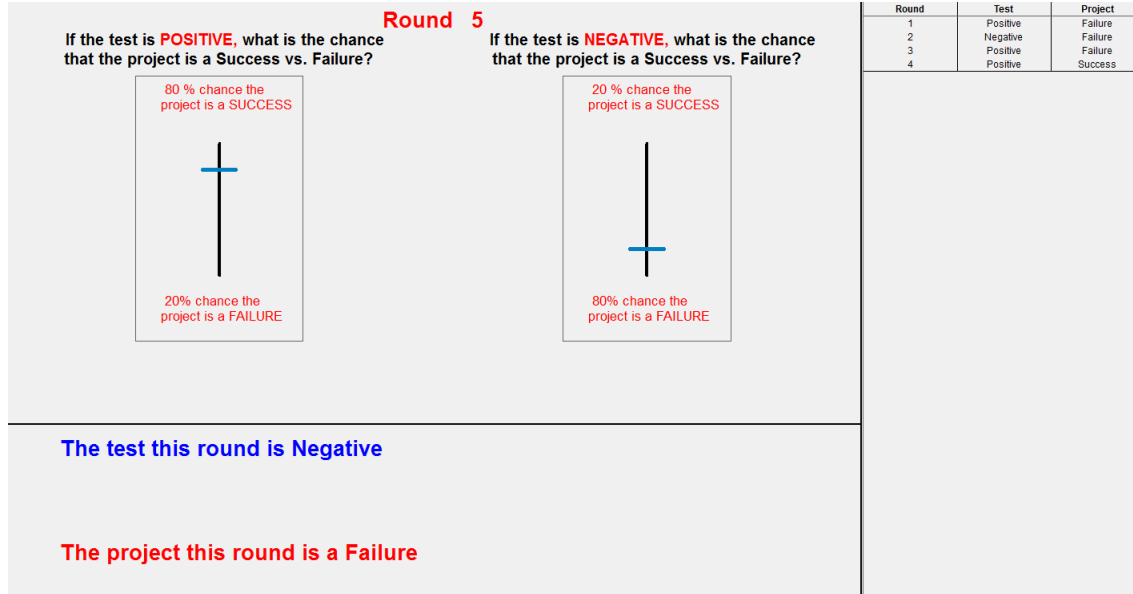 Round 5
If the test is POSITIVE, what is the chance
that the project is a Success vs. Failure?
80 % chance the
project is a SUCCESS
20% chance the
project is a FAILURE
If the test is NEGATIVE, what is the chance
that the project is a Success vs. Failure?
20 % chance the
project is a SUCCESS
80% chance the
project is a FAILURE
The test this round is Negative
The project this round is a Failure
Round Test Project
1 Positive Failure
2 Negative Failure
3 Positive Failure
4 Positive Success